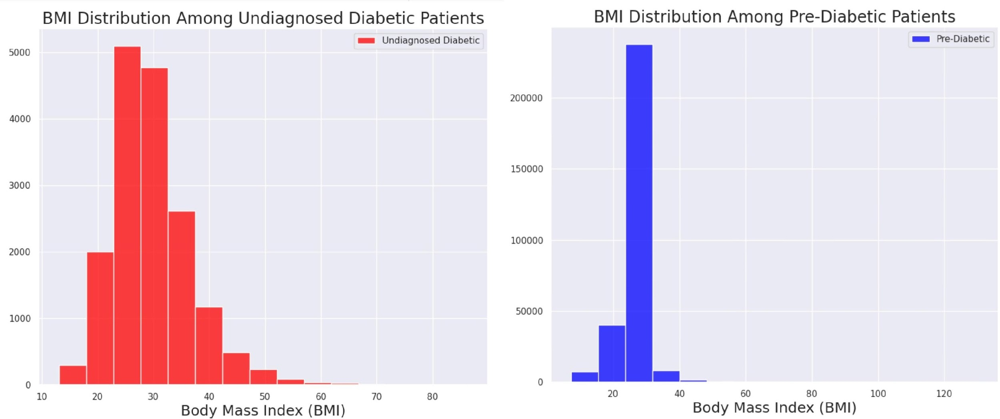 BMI Distribution Among Undiagnosed Diabetic Patients
Undiagnosed Diabetic
5000
4000
3000
2000
1000
0
10 20 30 40 50 60 70 80
Body Mass Index (BMI)
BMI Distribution Among Pre-Diabetic Patients
Pre-Diabetic
200000
150000
100000
50000
0
20 40 60 80 100 120
Body Mass Index (BMI)